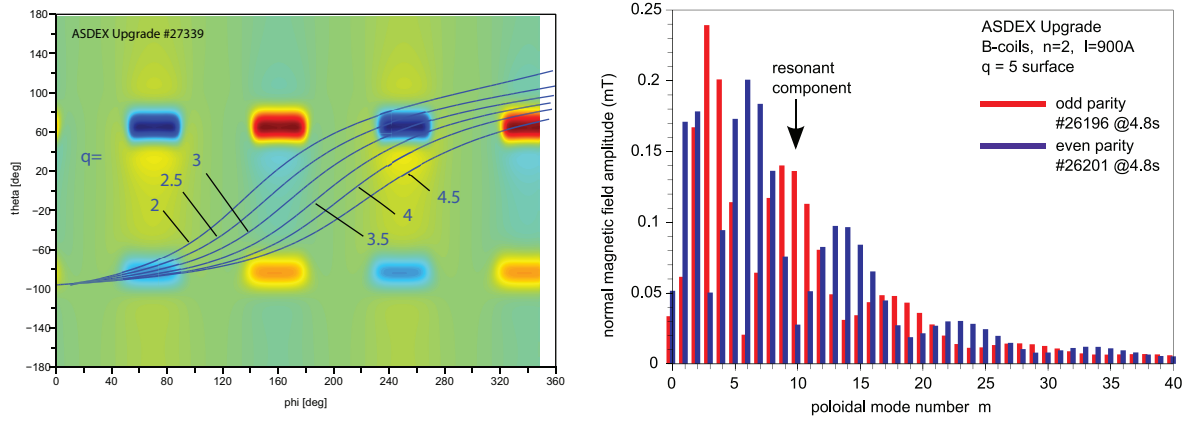 ASDEX Upgrade #27339
180
140
100
60
20
−20
−60
−100
−140
−180
theta [deg]
q=
2
2.5
3
3.5
4
4.5
0
40
80
120
160
200
240
280
320
360
phi [deg]
0.25
0.2
0.15
0.1
0.05
0
normal magnetic field amplitude (mT)
ASDEX Upgrade
B-coils, n=2, I=900A
q = 5 surface
resonant
component
odd parity
#26196 @4.8s
even parity
#26201 @4.8s
0
5
10
15
20
25
30
35
40
poloidal mode number m